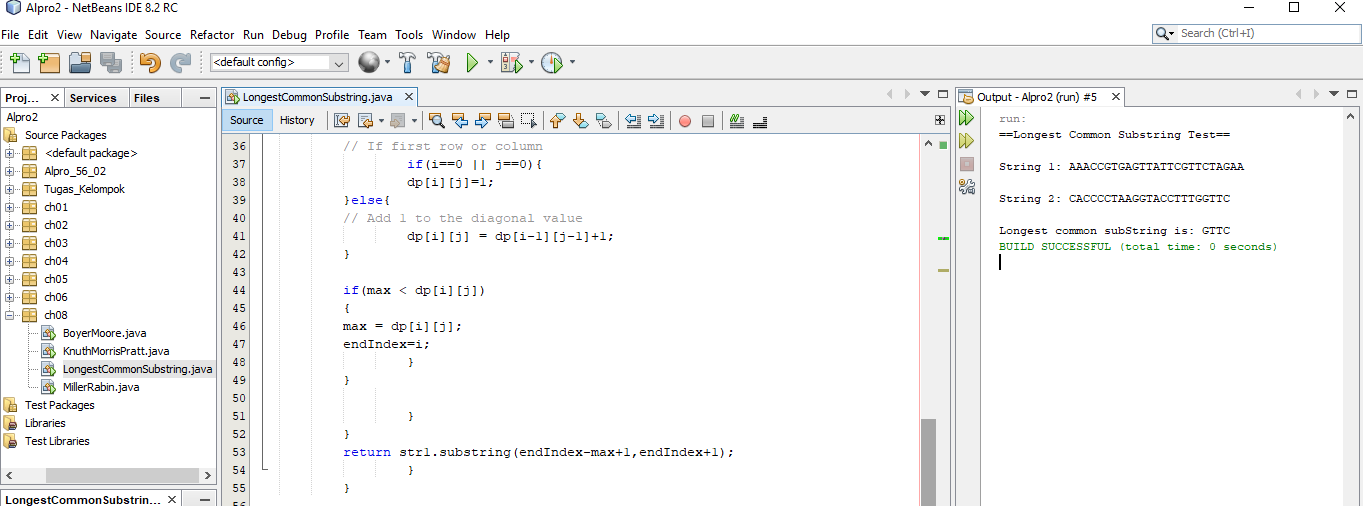 Alpro2 - NetBeans IDE 8.2 RC
File Edit View Navigate Source Refactor Run Debug Profile Team Tools Window Help
Search (Ctrl+I)
<default config>
Proj... Services Files
Alpro2
Source Packages
<default package>
Alpro_56_02
Tugas_Kelompok
ch01
ch02
ch03
ch04
ch05
ch06
ch08
BoyerMoore.java
KnuthMorrisPratt.java
LongestCommonSubstring.java
MillerRabin.java
Test Packages
Libraries
Test Libraries
LongestCommonSubstrin...
LongestCommonSubstring.java
Source History
36 // If first row or column
37 if(i==0 || j==0){
38 dp[i][j]=1;
39 }else{
40 // Add 1 to the diagonal value
41 dp[i][j] = dp[i-1][j-1]+1;
42 }
43
44 if(max < dp[i][j])
45 {
46 max = dp[i][j];
47 endIndex=i;
48 }
49 }
50
51 }
52 }
53 return str1.substring(endIndex-max+1,endIndex+1);
54 }
55 }
56
Output - Alpro2 (run) #5
run:
==Longest Common SubString Test==
String 1: AAACCGTGAGTTATTCGTTCTAGAA
String 2: CACCCCTAAGGTACCTTTGGTTC
Longest common subString is: GTTC
BUILD SUCCESSFUL (total time: 0 seconds)